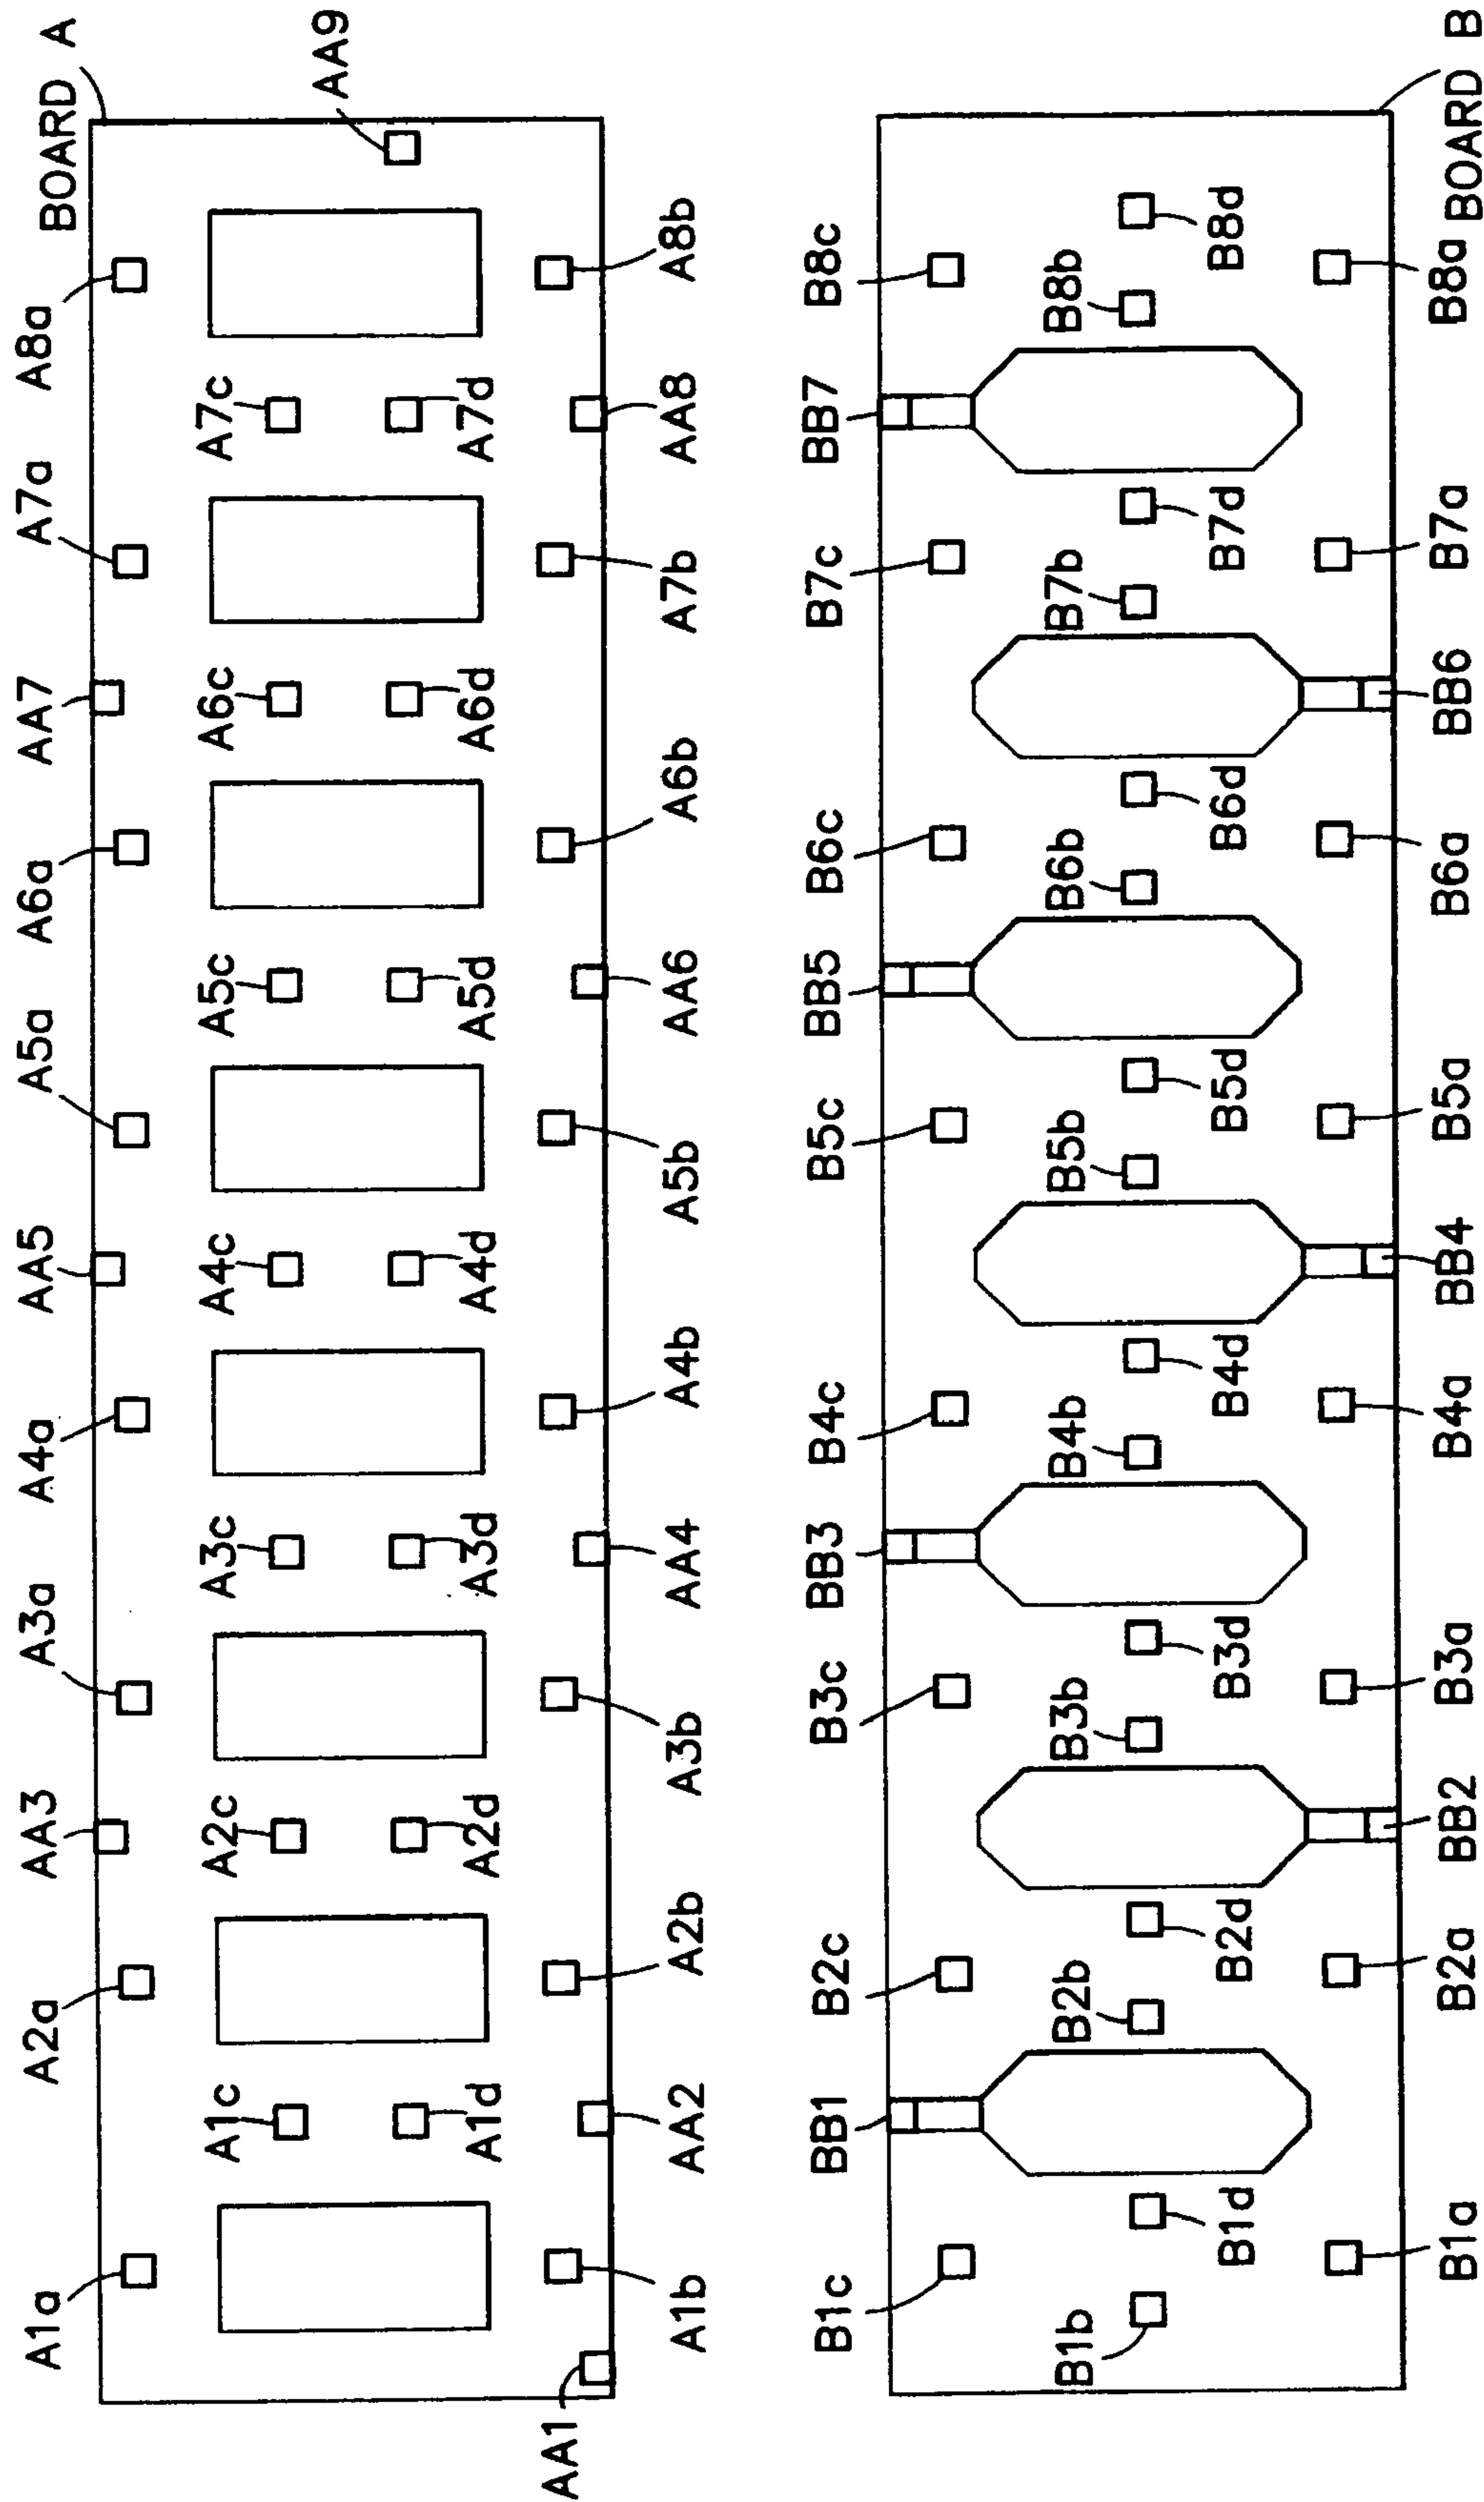 A1a A2a AA3 A3a A4a AA5 A5a A6a AA7 A7a A8a BOARD A
A1c A2c A3c A4c A5c A6c A7c
AA9
A1d A2d A3d A4d A5d A6d A7d
AA1
A1b AA2 A2b A3b AA4 A4b A5b AA6 A6b A7b AA8 A8b
B1c BB1 B2c B3c BB3 B4c B5c BB5 B6c B7c BB7 B8c
B1b B2b B3b B4b B5b B6b B7b B8b
B1d B2d B3d B4d B5d B6d B7d B8d
B1a B2a BB2 B3a B4a BB4 B5a B6a BB6 B7a B8a BOARD B